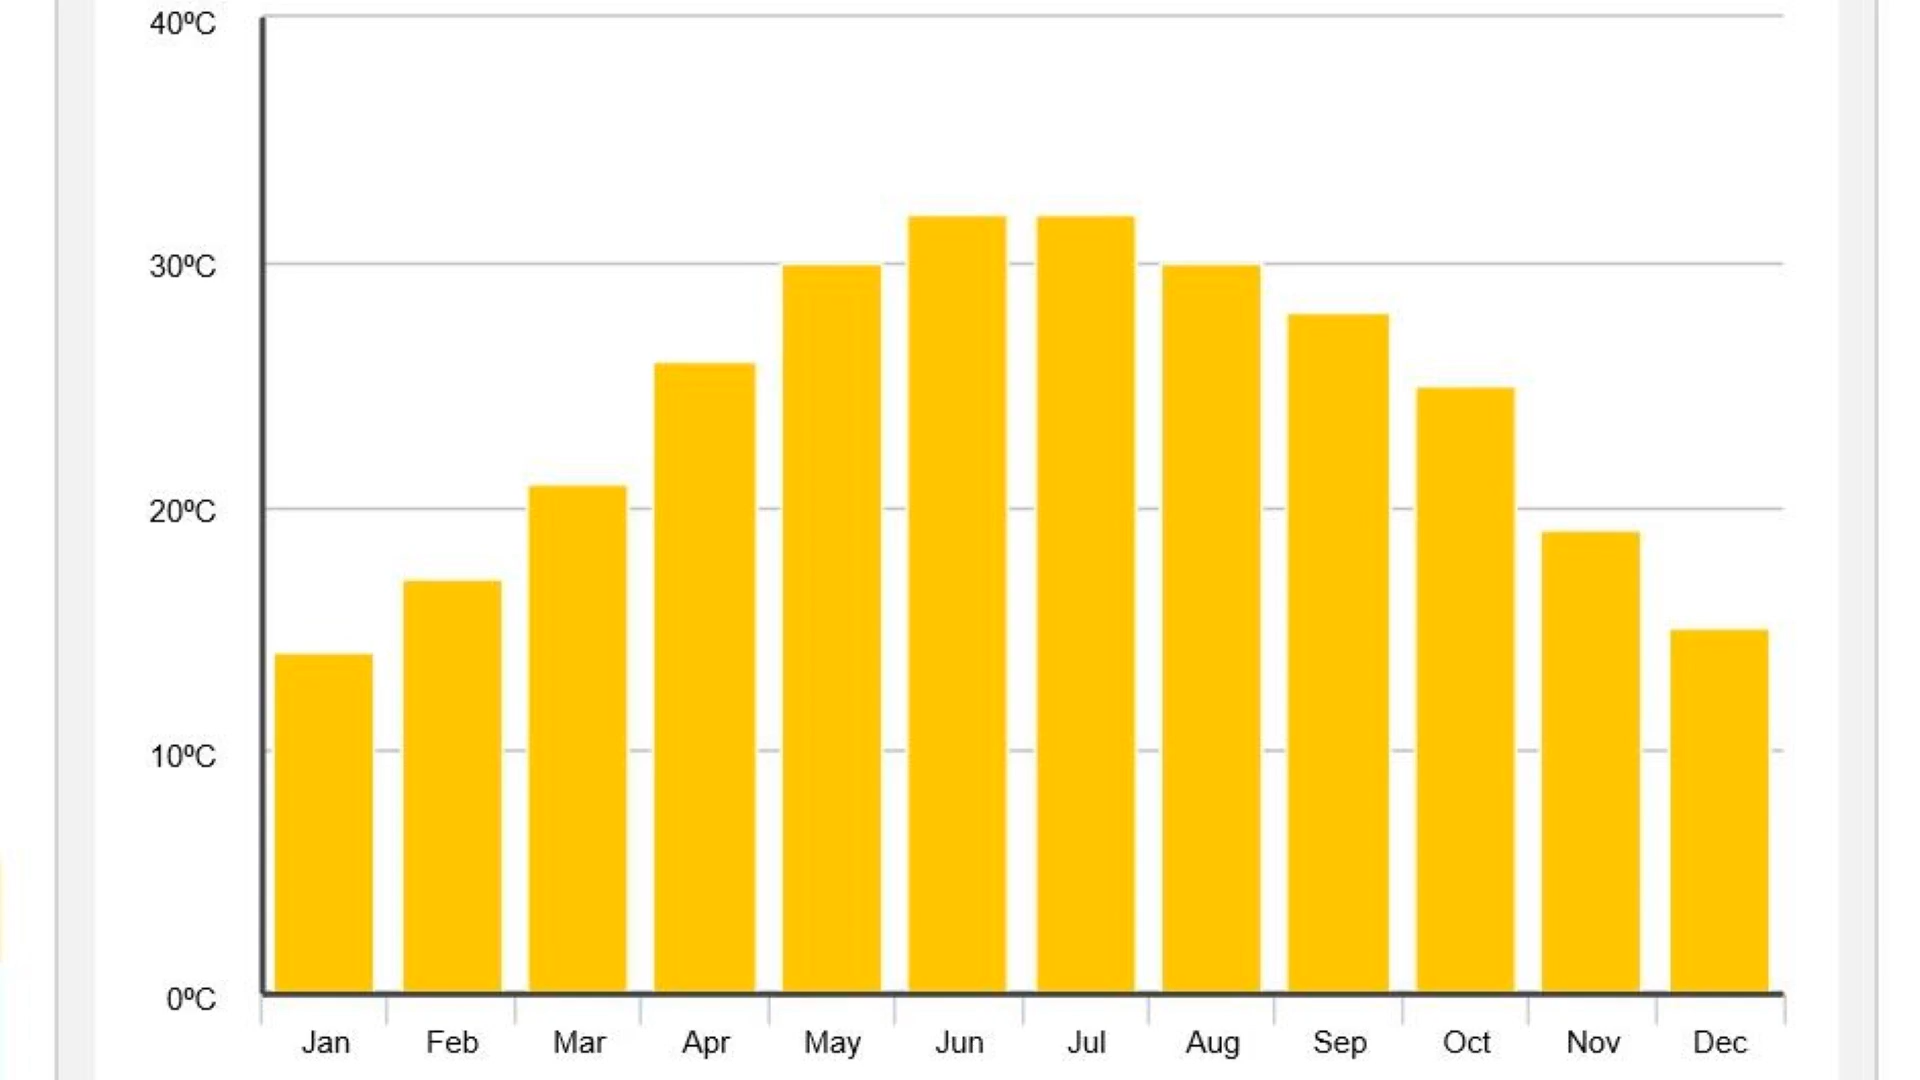 40ºC
30ºC
20ºC
10ºC
0ºC
Jan Feb Mar Apr May Jun Jul Aug Sep Oct Nov Dec